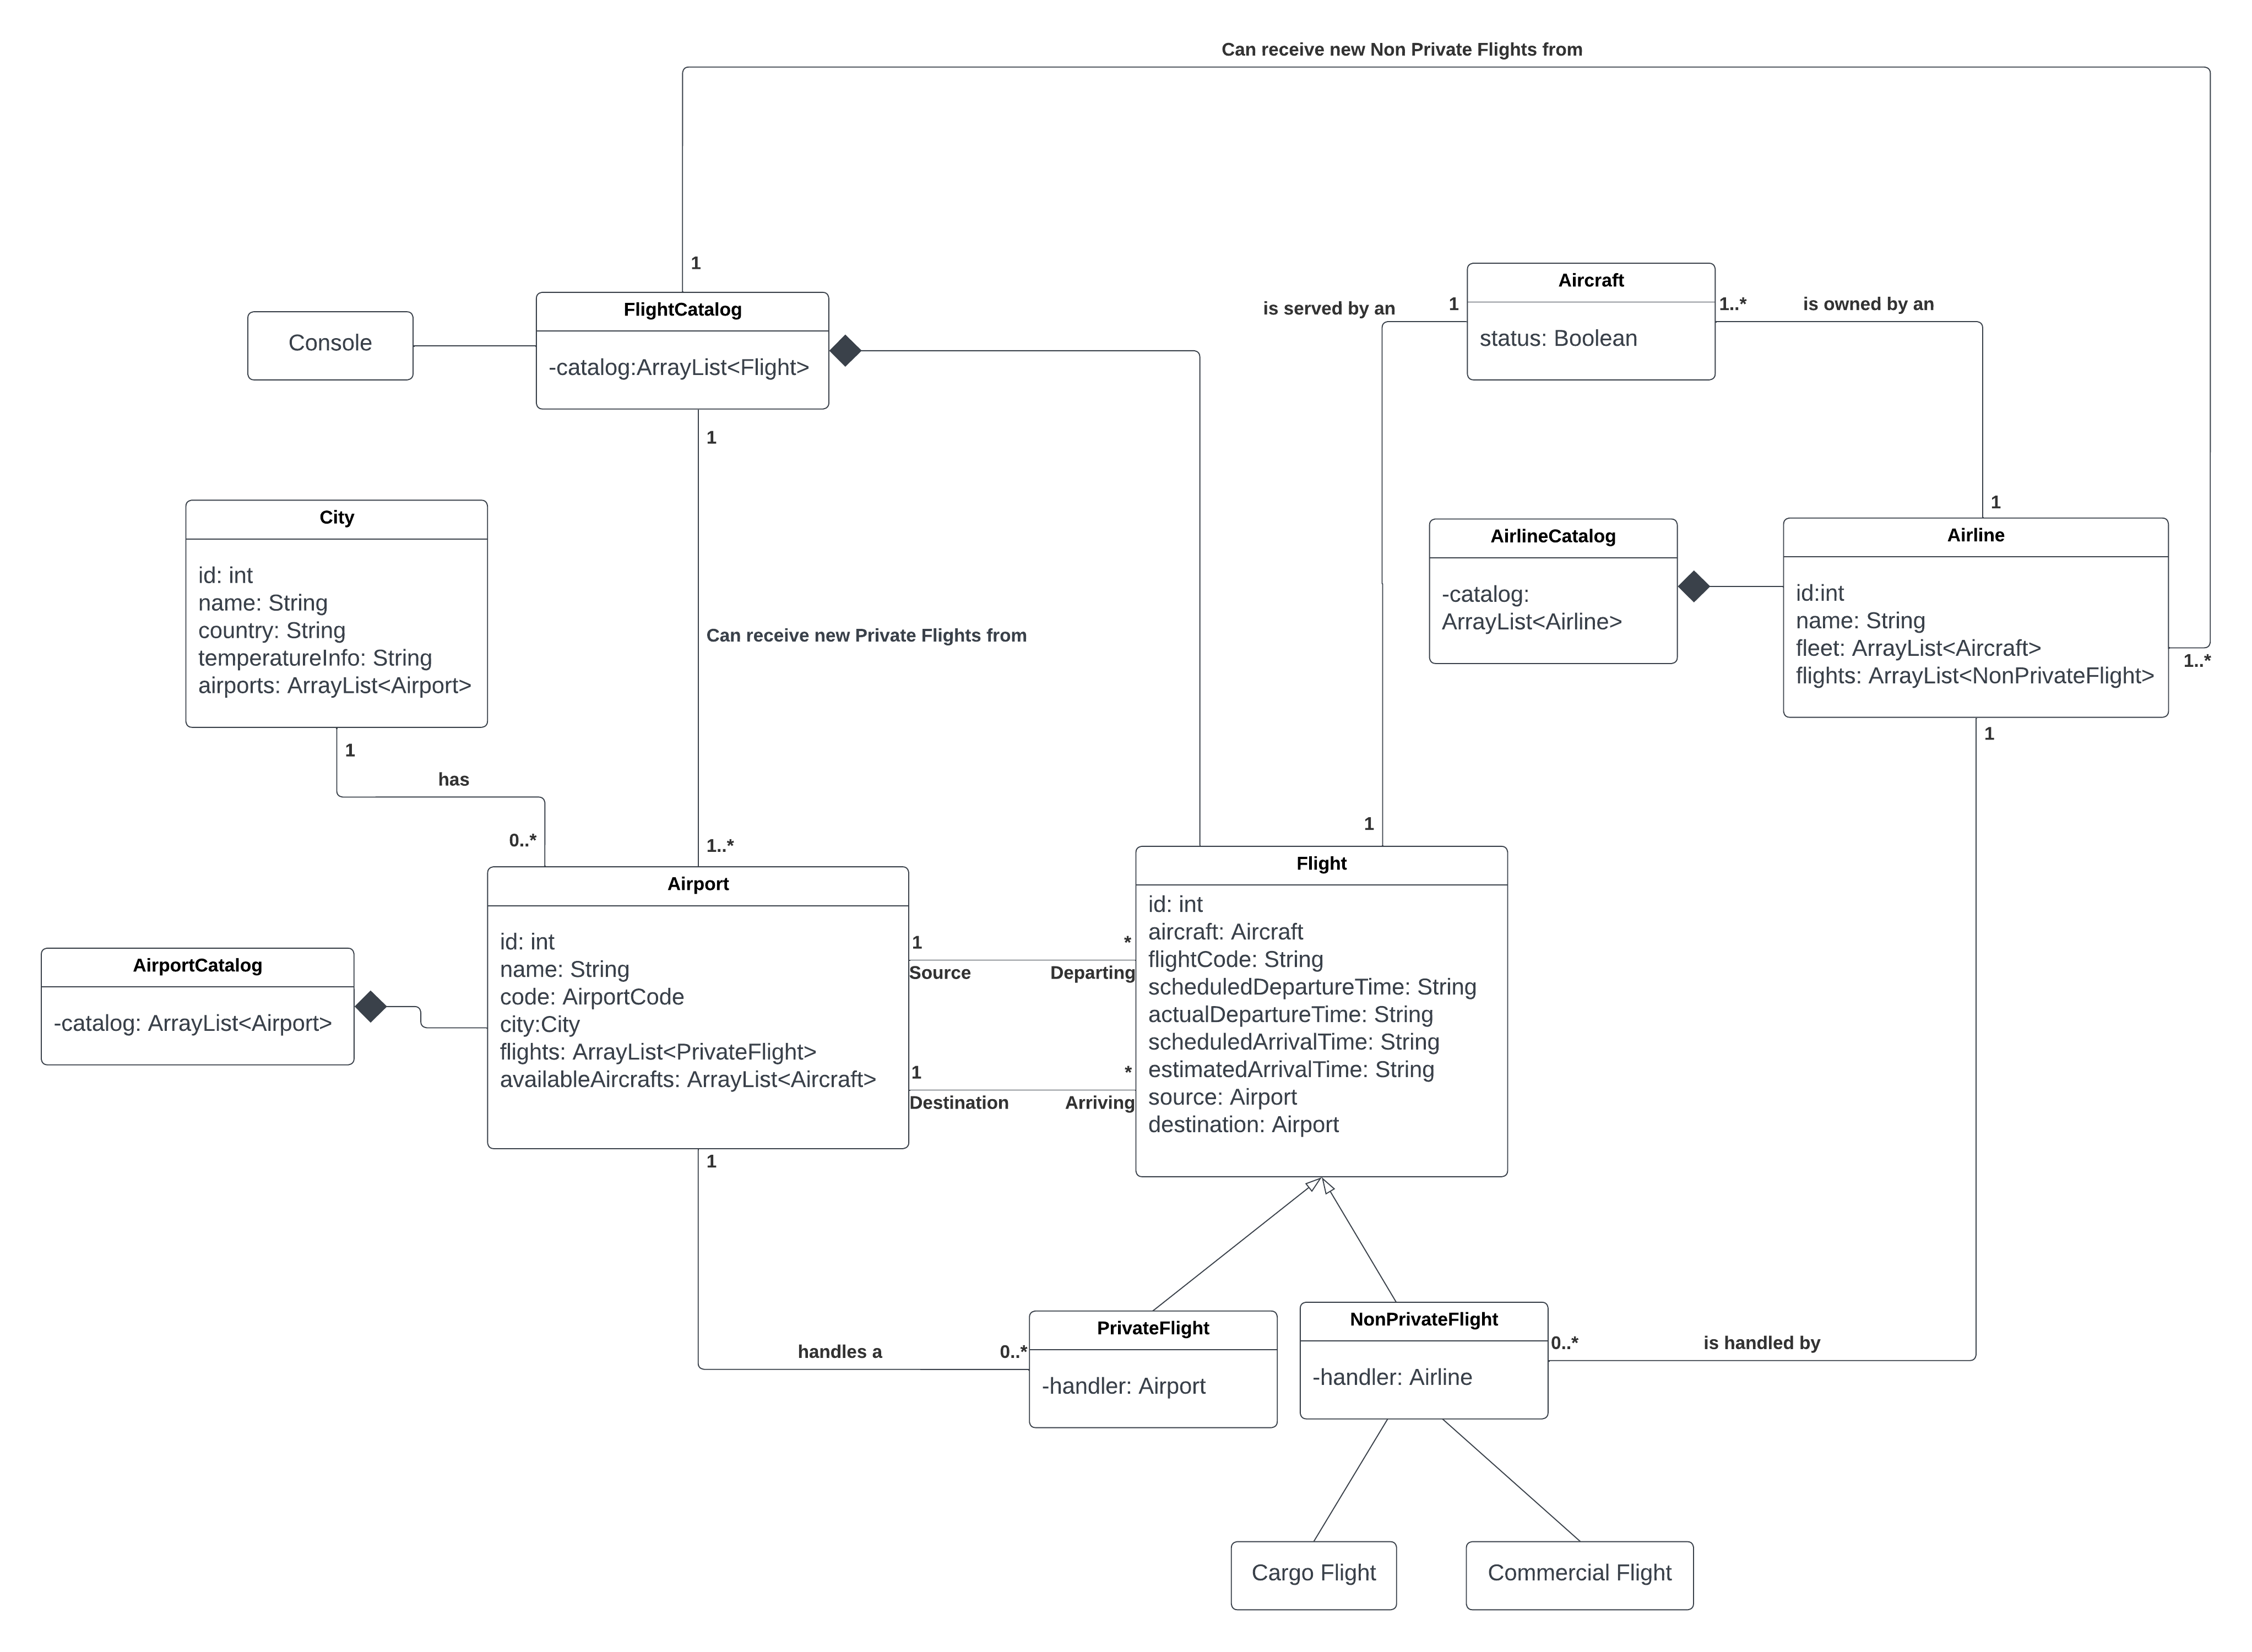 Can receive new Non Private Flights from
1
FlightCatalog
-catalog:ArrayList<Flight>
Console
1
is served by an
1
Aircraft
status: Boolean
1..*
is owned by an
1
City
id: int
name: String
country: String
temperatureInfo: String
airports: ArrayList<Airport>
1
has
0..*
Can receive new Private Flights from
1..*
AirlineCatalog
-catalog:
ArrayList<Airline>
Airline
id:int
name: String
fleet: ArrayList<Aircraft>
flights: ArrayList<NonPrivateFlight>
1..*
1
1
AirportCatalog
-catalog: ArrayList<Airport>
Airport
id: int
name: String
code: AirportCode
city:City
flights: ArrayList<PrivateFlight>
availableAircrafts: ArrayList<Aircraft>
1
*
Source
Departing
1
*
Destination
Arriving
Flight
id: int
aircraft: Aircraft
flightCode: String
scheduledDepartureTime: String
actualDepartureTime: String
scheduledArrivalTime: String
estimatedArrivalTime: String
source: Airport
destination: Airport
1
handles a
0..*
PrivateFlight
-handler: Airport
NonPrivateFlight
-handler: Airline
0..*
is handled by
Cargo Flight
Commercial Flight